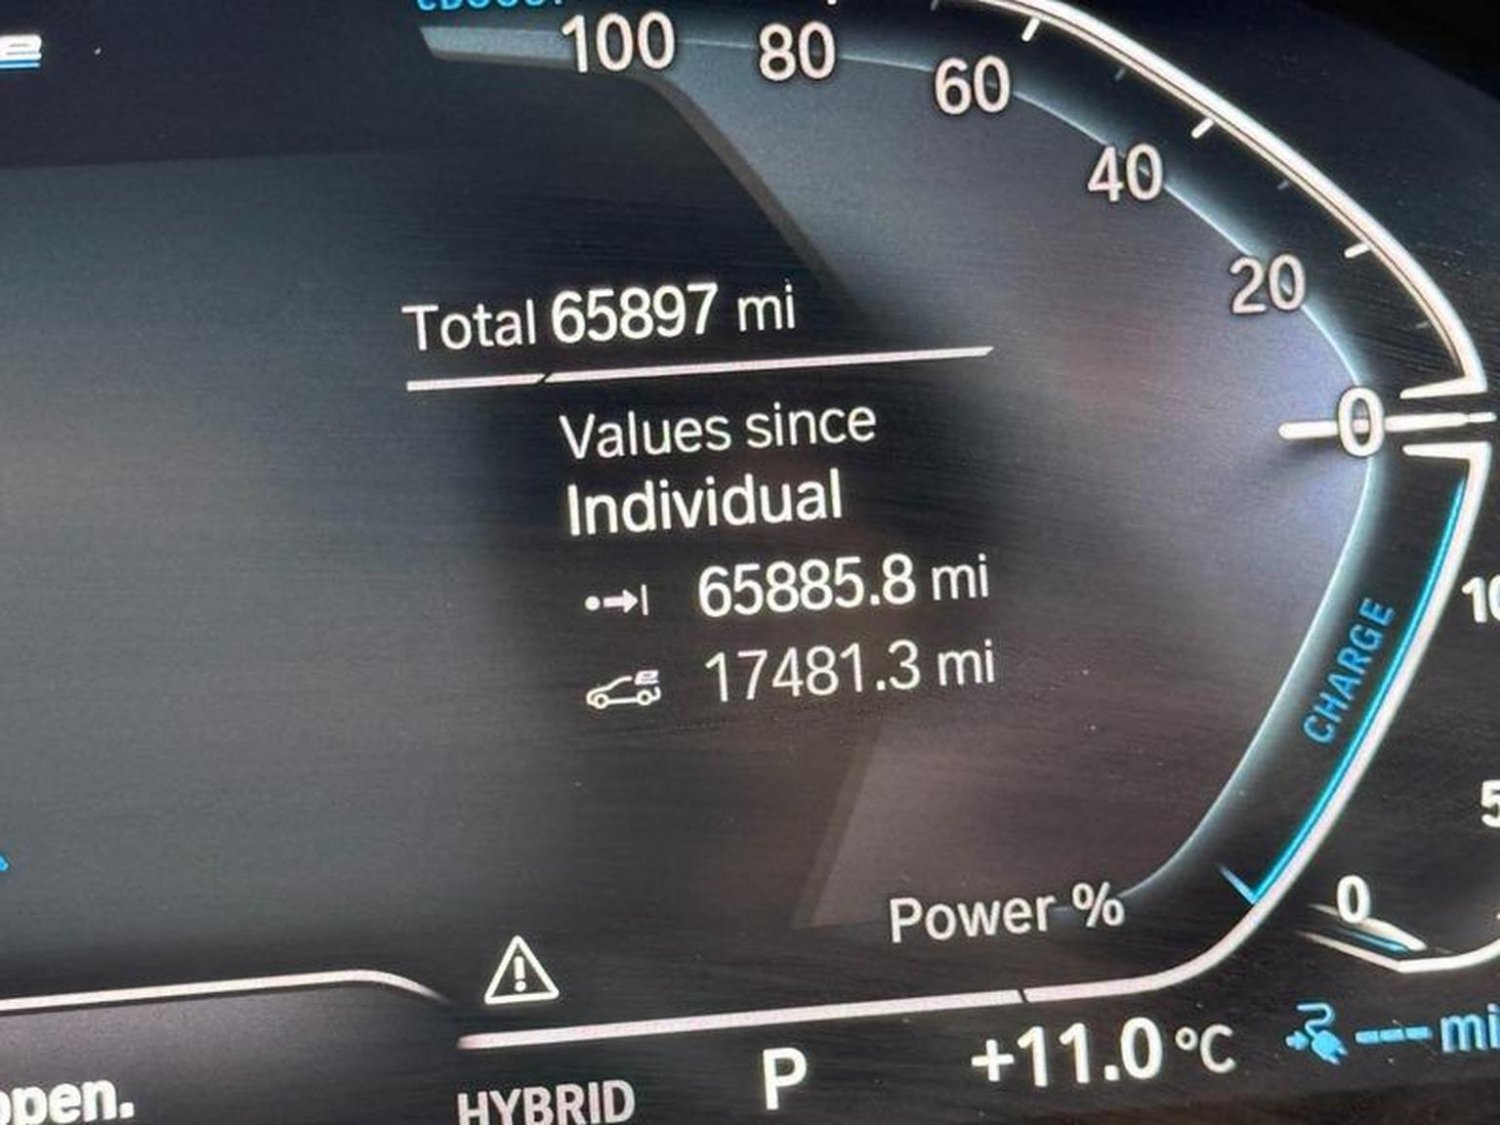 100
80
60
40
20
0
Total 65897 mi
Values since
Individual
65885.8 mi
17481.3 mi
CHARGE
Power %
0
HYBRID
P
+11.0 °C
--- mi